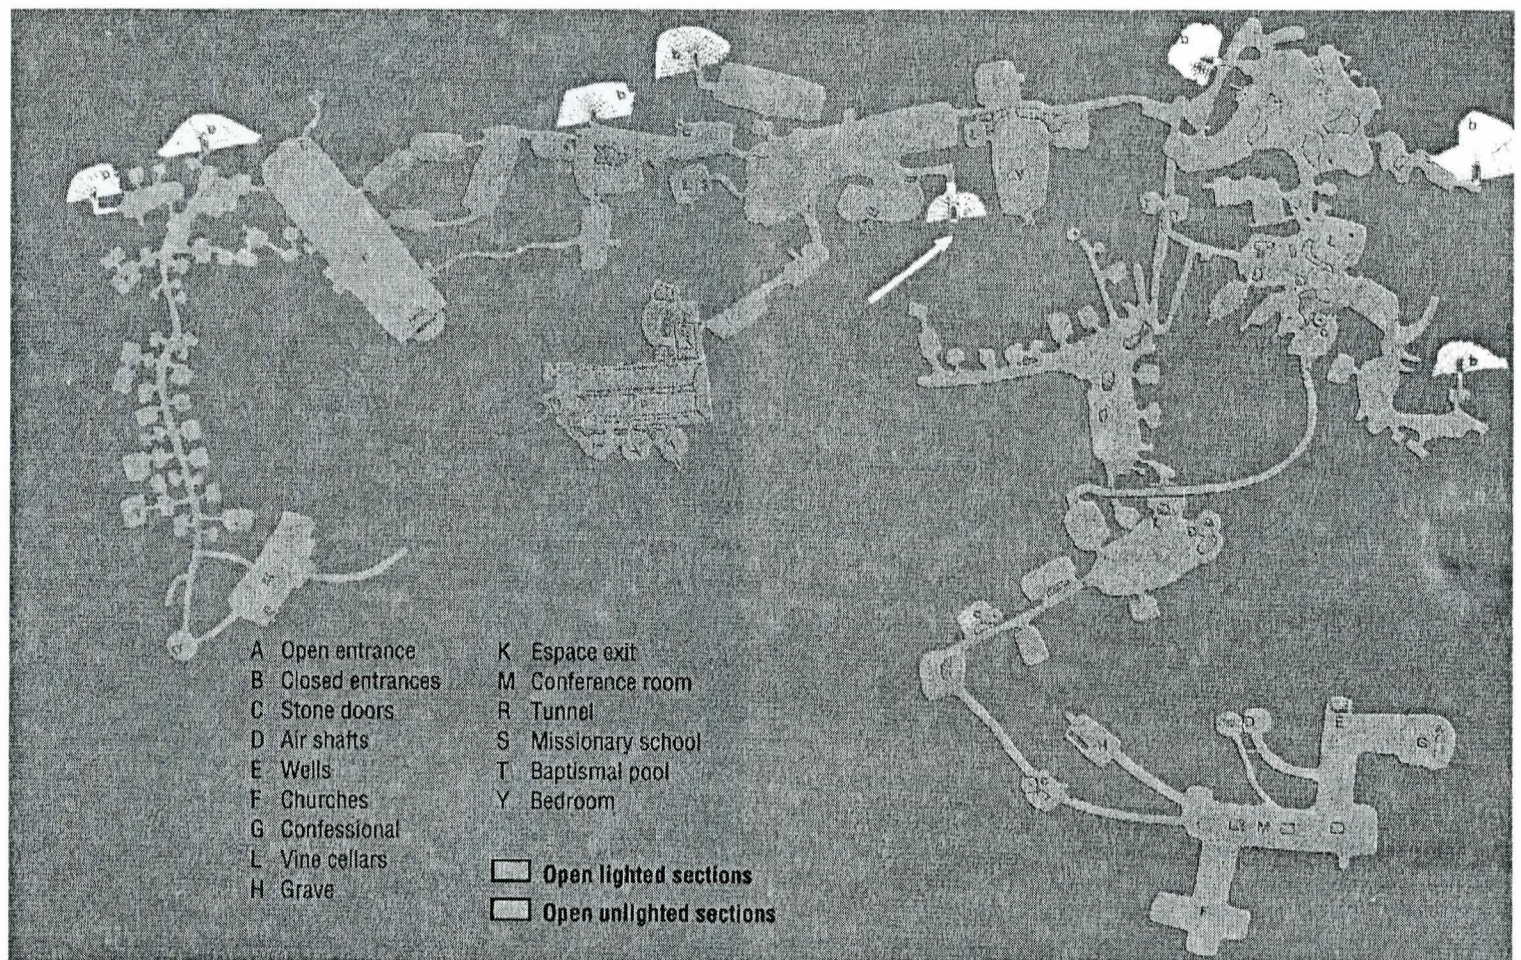 A Open entrance
B Closed entrances
C Stone doors
D Air shafts
E Wells
F Churches
G Confessional
L Vine cellars
H Grave
K Espace exit
M Conference room
R Tunnel
S Missionary school
T Baptismal pool
Y Bedroom
Open lighted sections
Open unlighted sections
b
b
b
b
b
b
b
Y
L
H
E
G
M
F